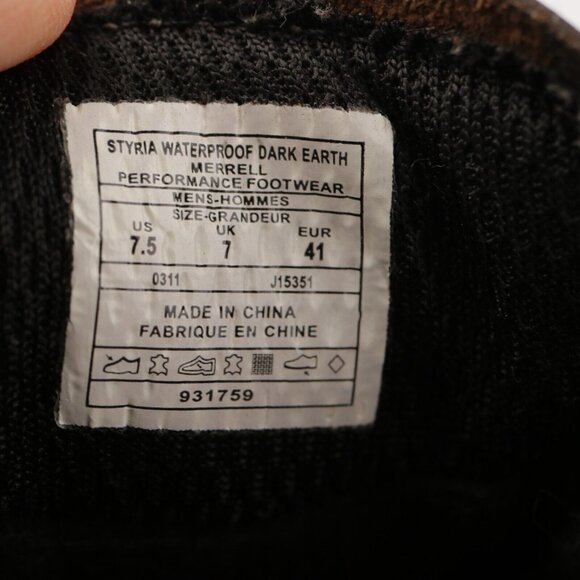 STYRIA WATERPROOF DARK EARTH
MERRELL
PERFORMANCE FOOTWEAR
MENS-HOMMES
SIZE-GRANDEUR
US UK EUR
7.5 7 41
0311 J15351
MADE IN CHINA
FABRIQUE EN CHINE
931759